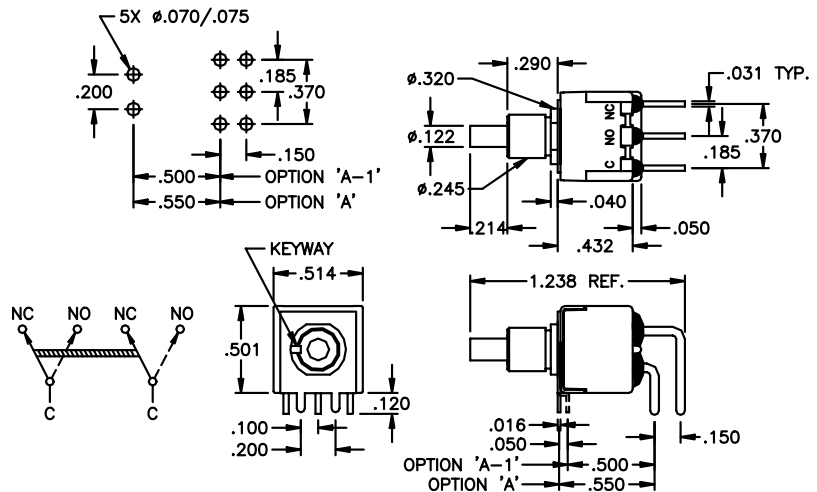 5X ø.070/.075
.200
.185
.370
.150
.500
OPTION 'A-1'
.550
OPTION 'A'
.290
ø.320
ø.122
ø.245
.214
.040
.432
.050
NC
NO
C
.031 TYP.
.370
.185
KEYWAY
.514
.501
.120
.100
.200
NC NO NC NO
C C
1.238 REF.
.016
.050
.150
OPTION 'A-1' .500
OPTION 'A' .550